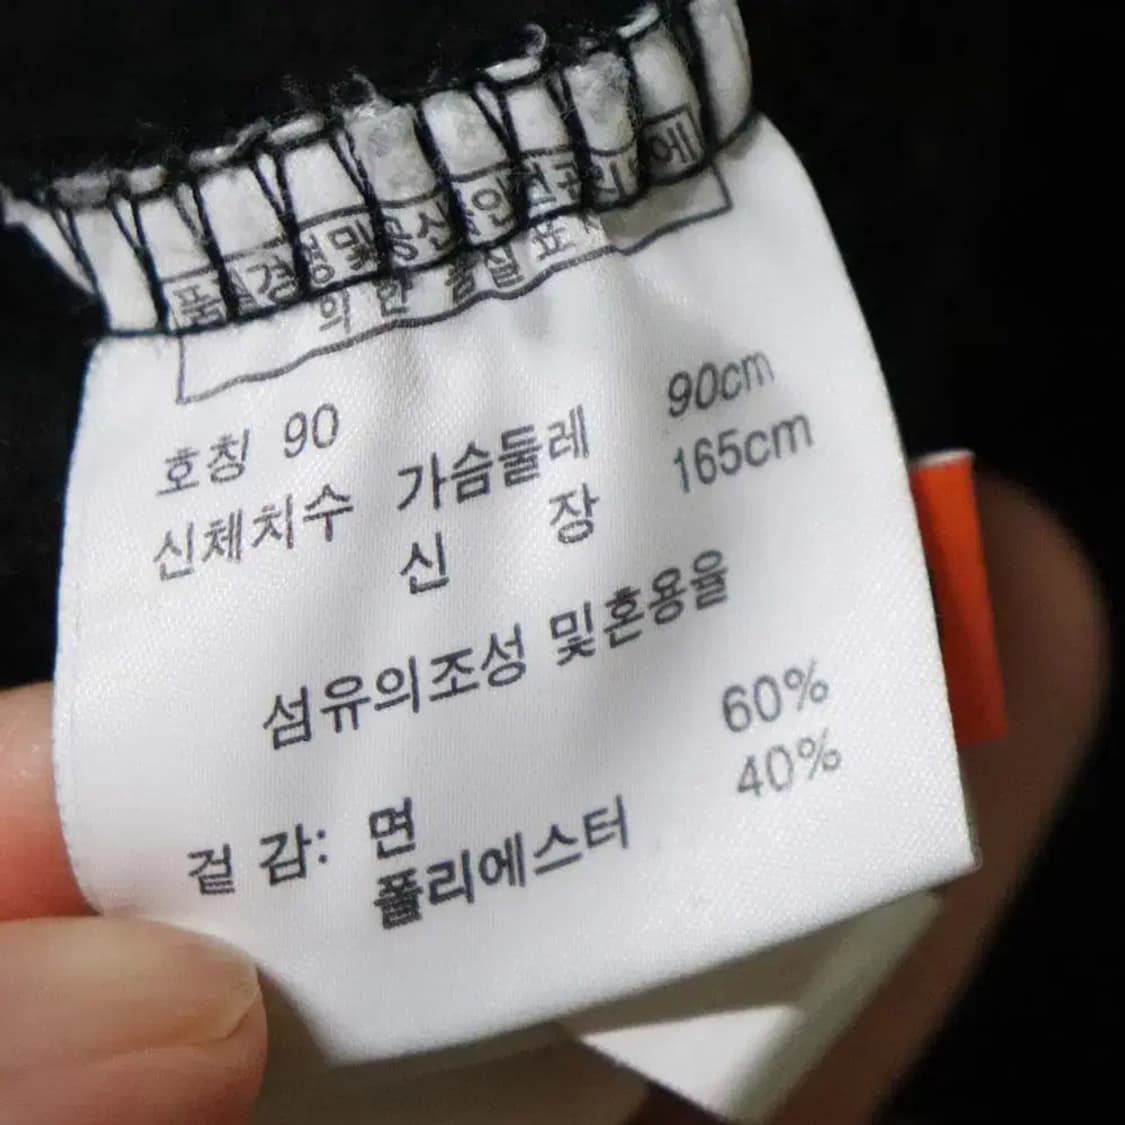 품질경영및공산품안전관리법에
의한 품질표시
호칭 90
신체치수 가슴둘레 90cm
신 장 165cm
섬유의조성 및혼용율
겉 감: 면 60%
폴리에스터 40%